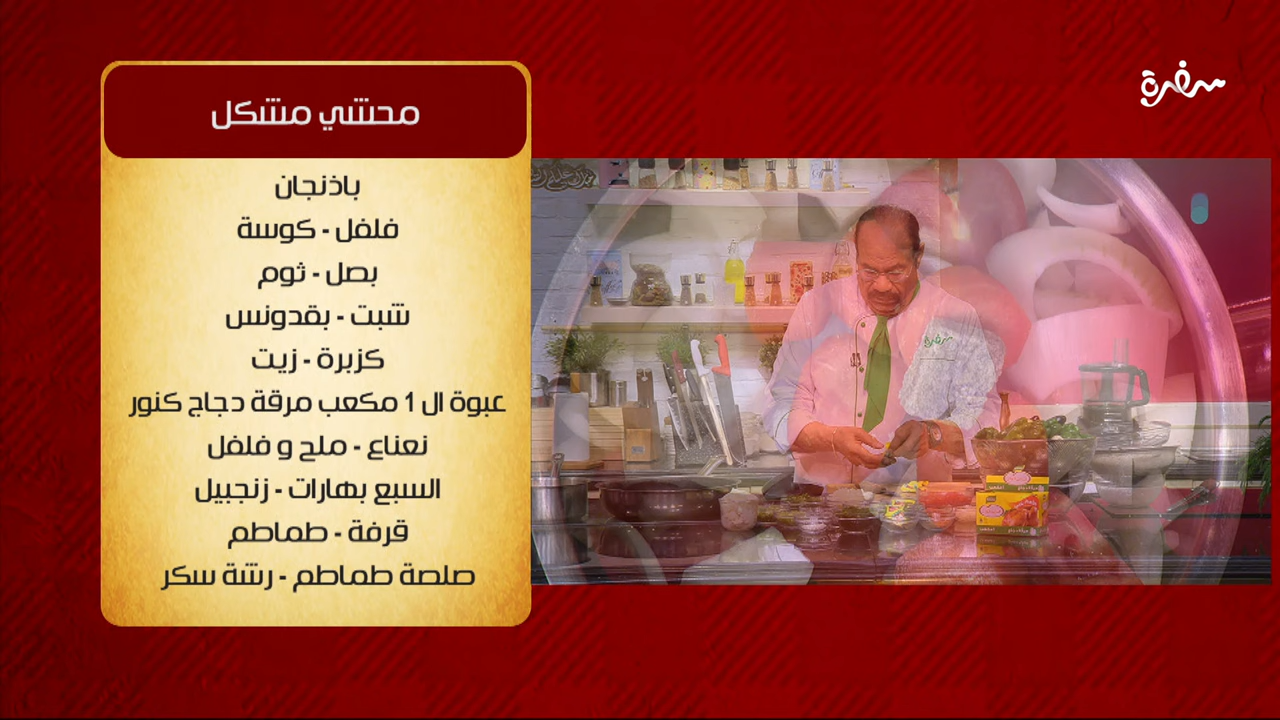 سفرة
محشي مشكل
باذنجان
فلفل - كوسة
بصل - ثوم
شبت - بقدونس
كزبرة - زيت
عبوة ال 1 مكعب مرقة دجاج كنور
نعناع - ملح و فلفل
السبع بهارات - زنجبيل
قرفة - طماطم
صلصة طماطم - رشة سكر